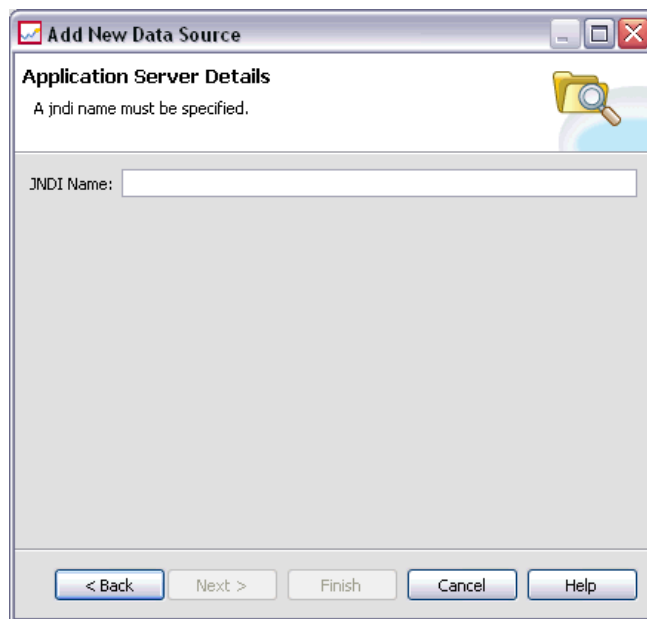 Add New Data Source
Application Server Details
A jndi name must be specified.
JNDI Name:
< Back Next > Finish Cancel Help